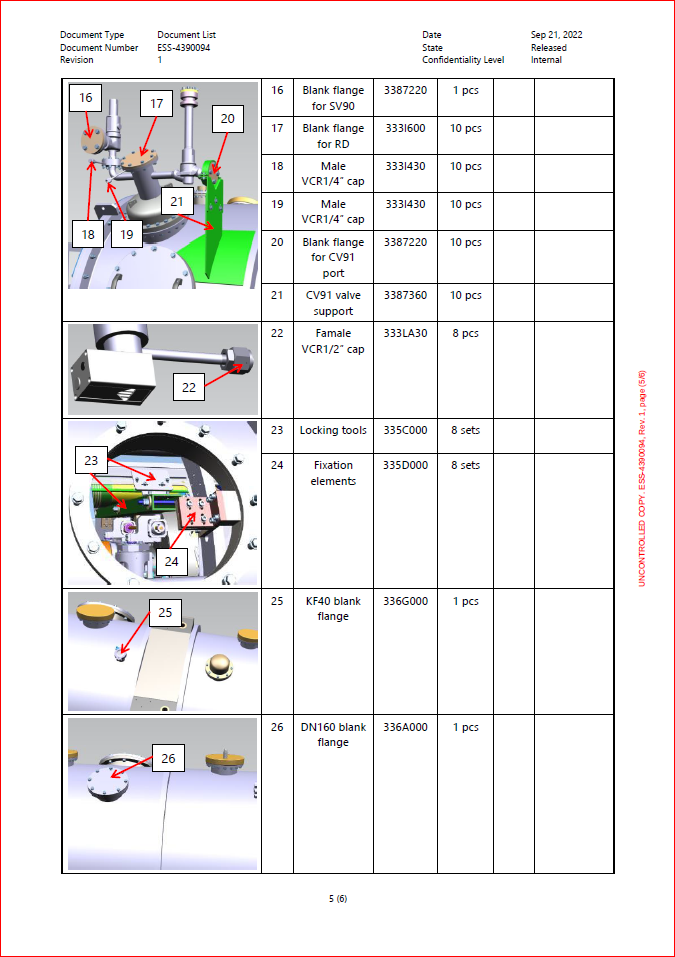 Document Type Document List Date Sep 21, 2022
Document Number ESS-4390094 State Released
Revision 1 Confidentiality Level Internal
16
17
20
21
18
19
16 Blank flange 3387220 1 pcs
for SV90
17 Blank flange 333I600 10 pcs
for RD
18 Male 333I430 10 pcs
VCR1/4” cap
19 Male 333I430 10 pcs
VCR1/4” cap
20 Blank flange 3387220 10 pcs
for CV91
port
21 CV91 valve 3387360 10 pcs
support
22
22 Famale 333LA30 8 pcs
VCR1/2” cap
23
24
23 Locking tools 335C000 8 sets
24 Fixation 335D000 8 sets
elements
25
25 KF40 blank 336G000 1 pcs
flange
26
26 DN160 blank 336A000 1 pcs
flange
UNCONTROLLED COPY, ESS-4390094, Rev. 1, page (5/6)
5 (6)